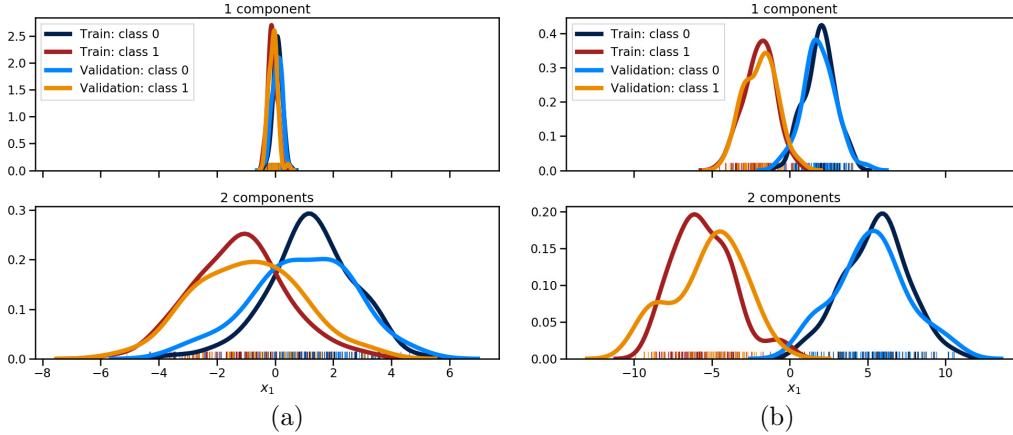 1 component
2.5
2.0
1.5
1.0
0.5
0.0
Train: class 0
Train: class 1
Validation: class 0
Validation: class 1
2 components
0.3
0.2
0.1
0.0
−8 −6 −4 −2 0 2 4 6
x1
(a)
1 component
0.4
0.3
0.2
0.1
0.0
Train: class 0
Train: class 1
Validation: class 0
Validation: class 1
2 components
0.20
0.15
0.10
0.05
0.00
−10 −5 0 5 10
x1
(b)